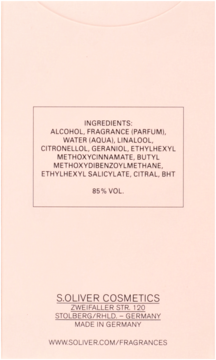 INGREDIENTS:
ALCOHOL, FRAGRANCE (PARFUM),
WATER (AQUA), LINALOOL,
CITRONELLOL, GERANIOL, ETHYLHEXYL
METHOXYCINNAMATE, BUTYL
METHOXYDIBENZOYLMETHANE,
ETHYLHEXYL SALICYLATE, CITRAL, BHT
85% VOL.
S.OLIVER COSMETICS
ZWEIFALLER STR. 120
STOLBERG/RHLD. – GERMANY
MADE IN GERMANY
WWW.SOLIVER.COM/FRAGRANCES